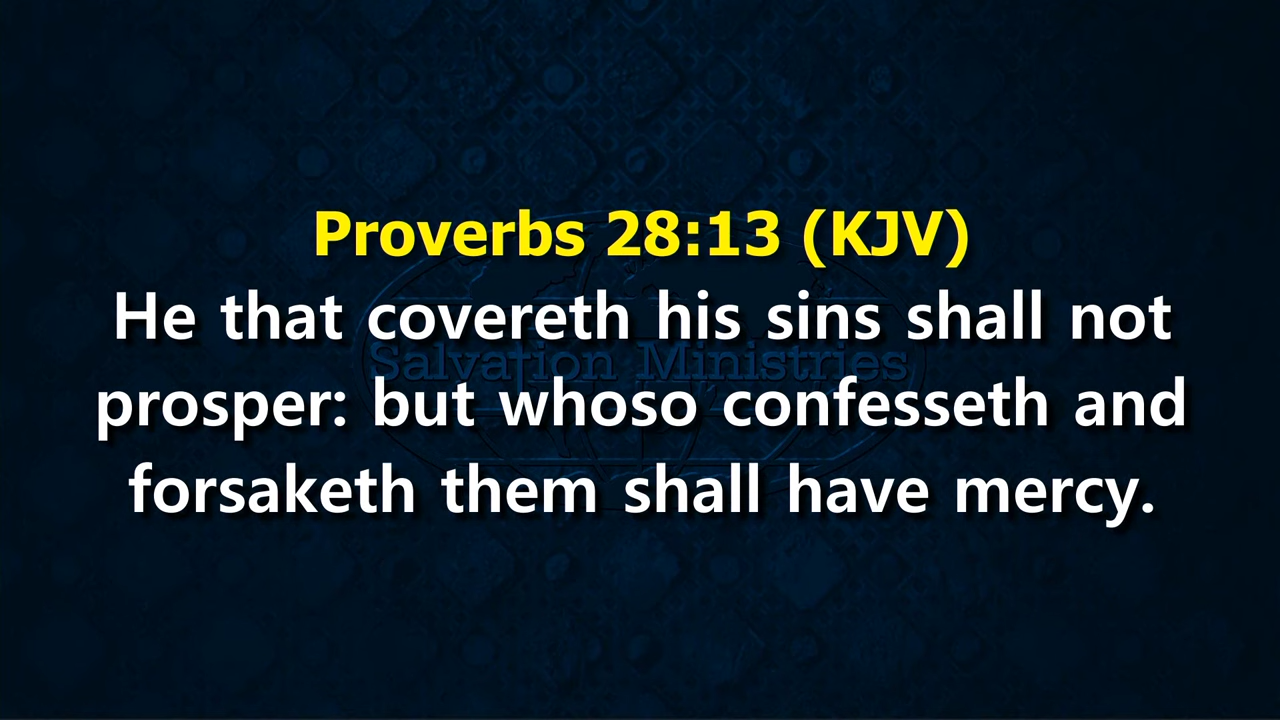 Proverbs 28:13 (KJV)
He that covereth his sins shall not
Salvation Ministries
prosper: but whoso confesseth and
forsaketh them shall have mercy.